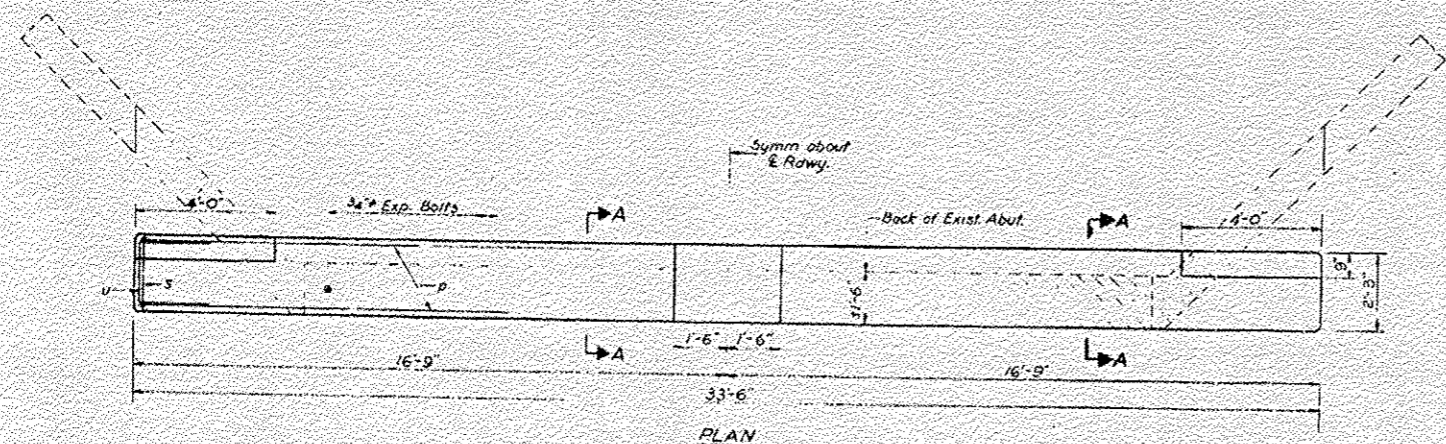 Symm about
℄ Rdwy.
4'-0"
3/4"ϕ Exp. Bolts
A
A
Back of Exist. Abut.
4'-0"
U
S
p
1'-6"
9"
2'-3"
1'-6"
1'-6"
A
A
16'-9"
16'-9"
33'-6"
PLAN